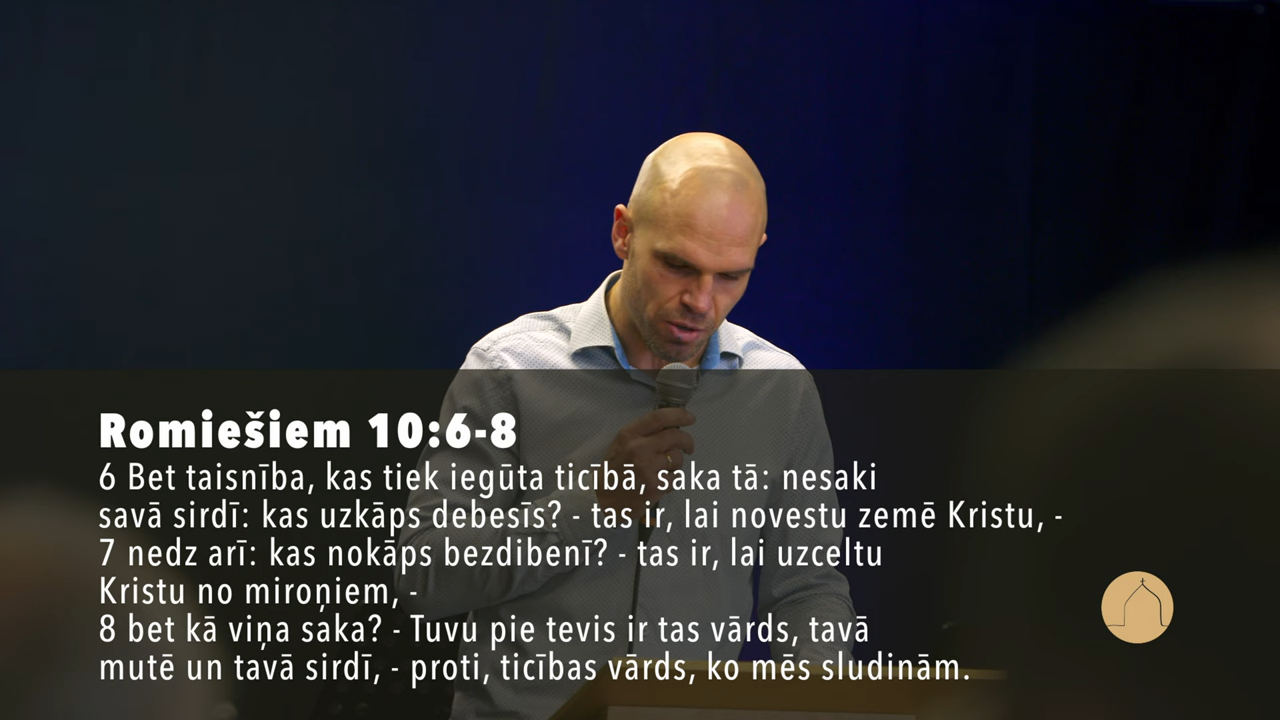 Romiešiem 10:6-8
6 Bet taisnība, kas tiek iegūta ticībā, saka tā: nesaki
savā sirdī: kas uzkāps debesīs? - tas ir, lai novestu zemē Kristu, -
7 nedz arī: kas nokāps bezdibenī? - tas ir, lai uzceltu
Kristu no miroņiem, -
8 bet kā viņa saka? - Tuvu pie tevis ir tas vārds, tavā
mutē un tavā sirdī, - proti, ticības vārds, ko mēs sludinām.